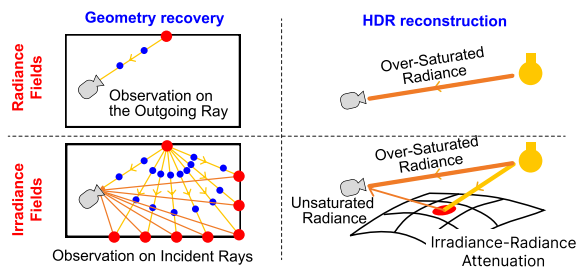 Geometry recovery
HDR reconstruction
Radiance
Fields
Observation on
the Outgoing Ray
Over-Saturated
Radiance
Irradiance
Fields
Observation on Incident Rays
Over-Saturated
Radiance
Unsaturated
Radiance
Irradiance-Radiance
Attenuation